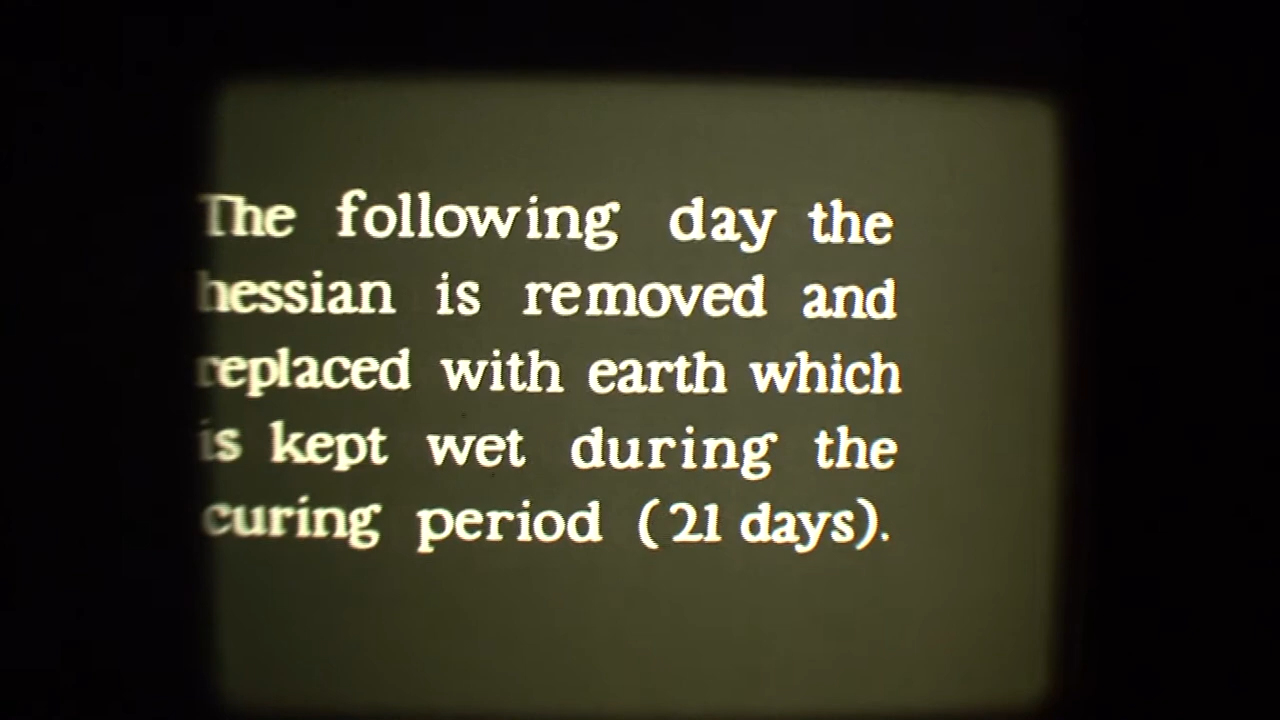 The following day the
hessian is removed and
replaced with earth which
is kept wet during the
curing period (21 days).